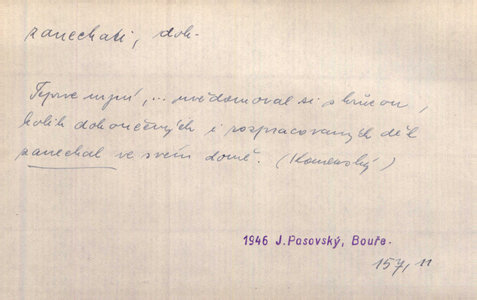 zanechati, dok.
Teprve nyní, ... uvědomoval si s hrůzou,
kolik dokončených i rozpracovaných děl
zanechal ve svém domě. (Komenský)
1946 J. Pasovský, Bouře.
157, 11